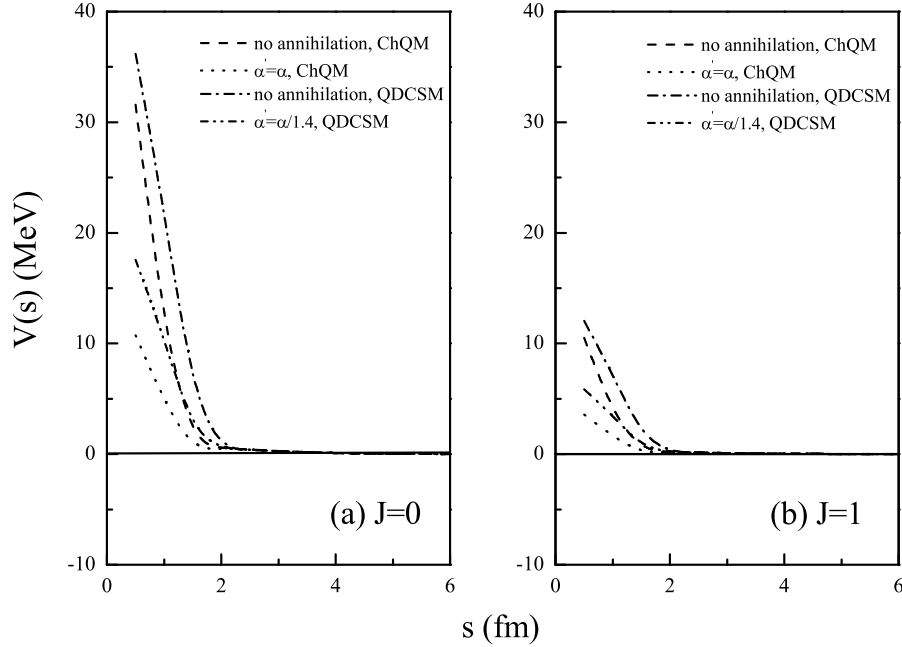 V(s) (MeV)
40
30
20
10
0
-10
no annihilation, ChQM
α'=α, ChQM
no annihilation, QDCSM
α'=α/1.4, QDCSM
(a) J=0
0 2 4 6
40
30
20
10
0
-10
no annihilation, ChQM
α'=α, ChQM
no annihilation, QDCSM
α'=α/1.4, QDCSM
(b) J=1
0 2 4 6
s (fm)